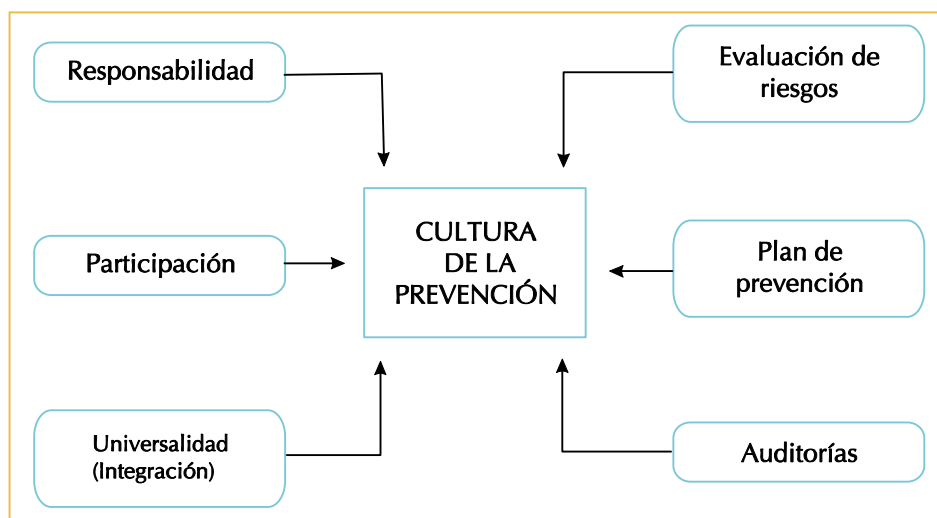 Responsabilidad
Participación
Universalidad
(Integración)
CULTURA
DE LA
PREVENCIÓN
Evaluación de
riesgos
Plan de
prevención
Auditorías